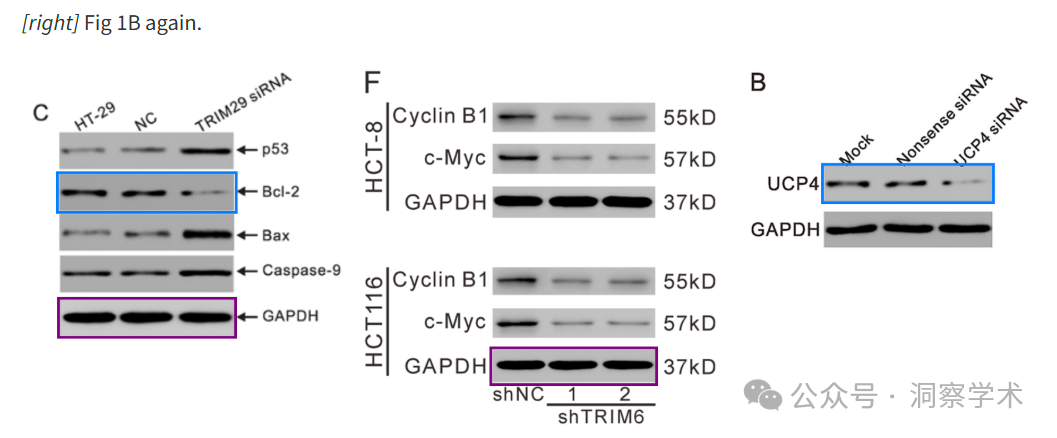 [right] Fig 1B again.
C
HT-29 NC TRIM29 siRNA
p53
Bcl-2
Bax
Caspase-9
GAPDH
F
HCT-8
Cyclin B1 55kD
c-Myc 57kD
GAPDH 37kD
HCT116
Cyclin B1 55kD
c-Myc 57kD
GAPDH 37kD
shNC 1 2
shTRIM6
B
Mock Nonsense siRNA UCP4 siRNA
UCP4
GAPDH
公众号 · 洞察学术